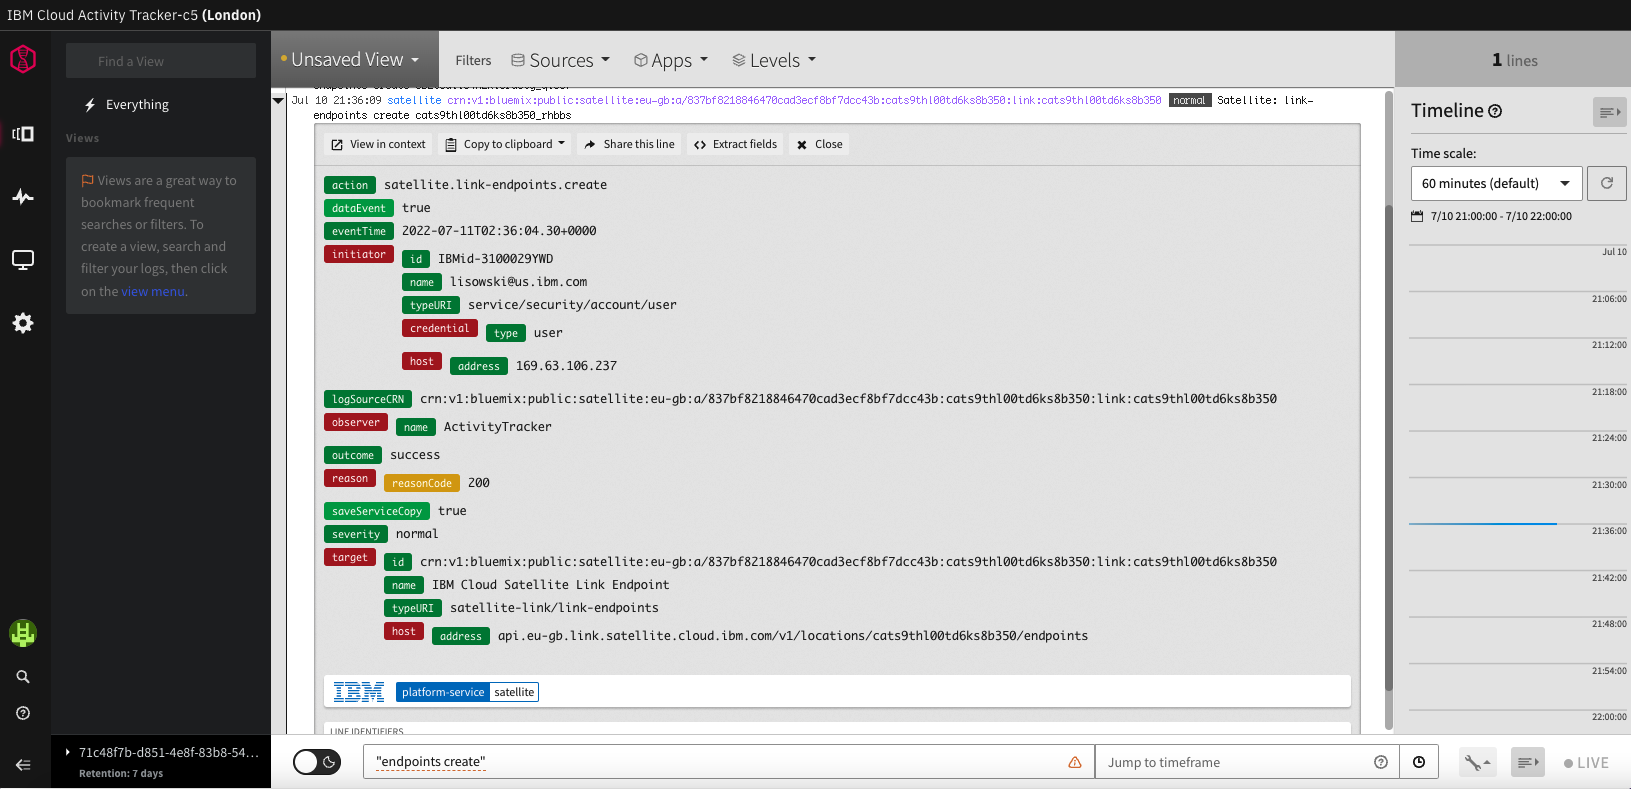 IBM Cloud Activity Tracker-c5 (London)
Find a View
Everything
Views
Views are a great way to
bookmark frequent
searches or filters. To
create a view, search and
filter your logs, then click
on the view menu.
71c48f7b-d851-4e8f-83b8-54...
Retention: 7 days
Unsaved View
Filters
Sources
Apps
Levels
1 lines
Jul 10 21:36:09 satellite crn:v1:bluemix:public:satellite:eu-gb:a/837bf8218846470cad3ecf8bf7dcc43b:cats9thl00td6ks8b350:link:cats9thl00td6ks8b350 normal Satellite: link-
endpoints create cats9thl00td6ks8b350_rhbbs
View in context
Copy to clipboard
Share this line
Extract fields
Close
action satellite.link-endpoints.create
dataEvent true
eventTime 2022-07-11T02:36:04.30+0000
initiator
id IBMid-3100029YWD
name lisowski@us.ibm.com
typeURI service/security/account/user
credential type user
host address 169.63.106.237
logSourceCRN crn:v1:bluemix:public:satellite:eu-gb:a/837bf8218846470cad3ecf8bf7dcc43b:cats9thl00td6ks8b350:link:cats9thl00td6ks8b350
observer name ActivityTracker
outcome success
reason reasonCode 200
saveServiceCopy true
severity normal
target id crn:v1:bluemix:public:satellite:eu-gb:a/837bf8218846470cad3ecf8bf7dcc43b:cats9thl00td6ks8b350:link:cats9thl00td6ks8b350
name IBM Cloud Satellite Link Endpoint
typeURI satellite-link/link-endpoints
host address api.eu-gb.link.satellite.cloud.ibm.com/v1/locations/cats9thl00td6ks8b350/endpoints
IBM platform-service satellite
LINE IDENTIFIERS
"endpoints create"
Jump to timeframe
LIVE
Timeline
Time scale:
60 minutes (default)
7/10 21:00:00 - 7/10 22:00:00
Jul 10
21:06:00
21:12:00
21:18:00
21:24:00
21:30:00
21:36:00
21:42:00
21:48:00
21:54:00
22:00:00